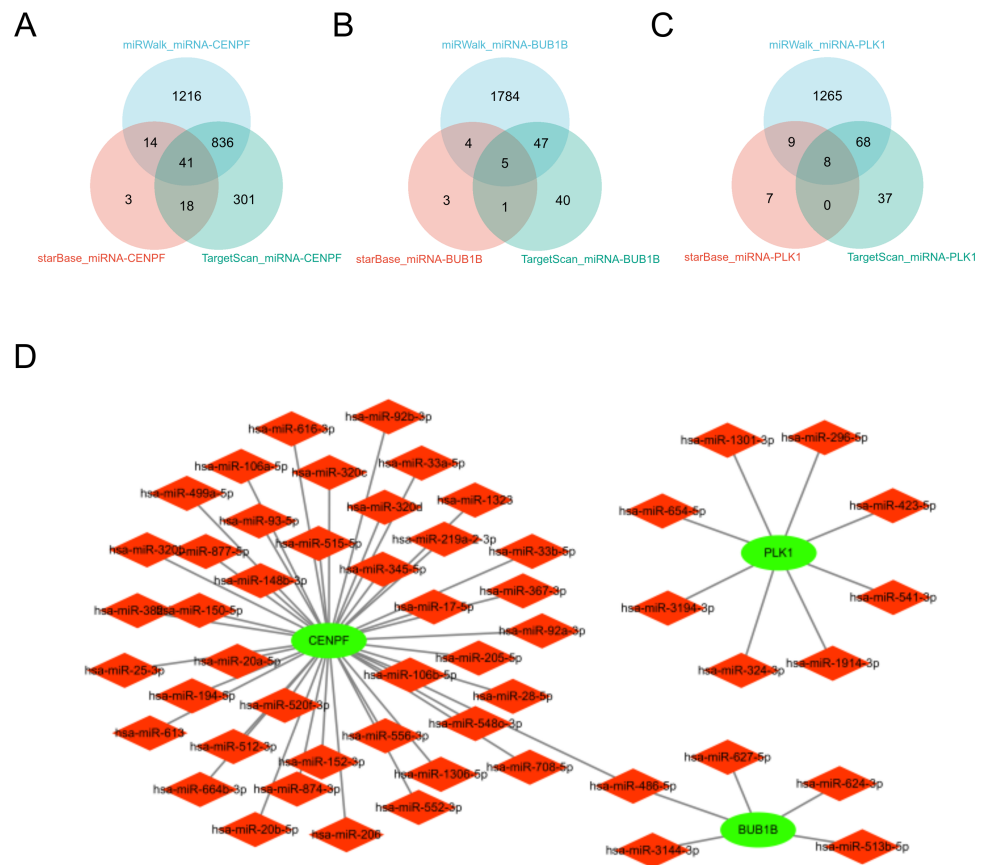 A
B
C
miRWalk_miRNA-CENPF
miRWalk_miRNA-BUB1B
miRWalk_miRNA-PLK1
1216
14
836
41
3
18
301
starBase_miRNA-CENPF
TargetScan_miRNA-CENPF
1784
4
47
5
3
1
40
starBase_miRNA-BUB1B
TargetScan_miRNA-BUB1B
1265
9
68
8
7
0
37
starBase_miRNA-PLK1
TargetScan_miRNA-PLK1
D
hsa-miR-92b-3p
hsa-miR-616-3p
hsa-miR-106a-5p
hsa-miR-320c
hsa-miR-33a-5p
hsa-miR-499a-5p
hsa-miR-320d
hsa-miR-1323
hsa-miR-93-5p
hsa-miR-515-5p
hsa-miR-219a-2-3p
hsa-miR-320b
hsa-miR-877-5p
hsa-miR-33b-5p
hsa-miR-148b-3p
hsa-miR-345-5p
hsa-miR-367-3p
hsa-miR-150-5p
hsa-miR-17-5p
CENPF
hsa-miR-92a-3p
hsa-miR-25-3p
hsa-miR-20a-5p
hsa-miR-205-5p
hsa-miR-106b-5p
hsa-miR-194-5p
hsa-miR-28-5p
hsa-miR-520f-3p
hsa-miR-548c-3p
hsa-miR-613
hsa-miR-512-3p
hsa-miR-556-3p
hsa-miR-152-3p
hsa-miR-708-5p
hsa-miR-1306-5p
hsa-miR-664b-3p
hsa-miR-874-3p
hsa-miR-552-3p
hsa-miR-20b-5p
hsa-miR-206
hsa-miR-1301-3p
hsa-miR-296-5p
hsa-miR-654-5p
hsa-miR-423-5p
PLK1
hsa-miR-3194-3p
hsa-miR-541-3p
hsa-miR-324-3p
hsa-miR-1914-3p
hsa-miR-627-5p
hsa-miR-486-5p
hsa-miR-624-3p
BUB1B
hsa-miR-3144-3p
hsa-miR-513b-5p